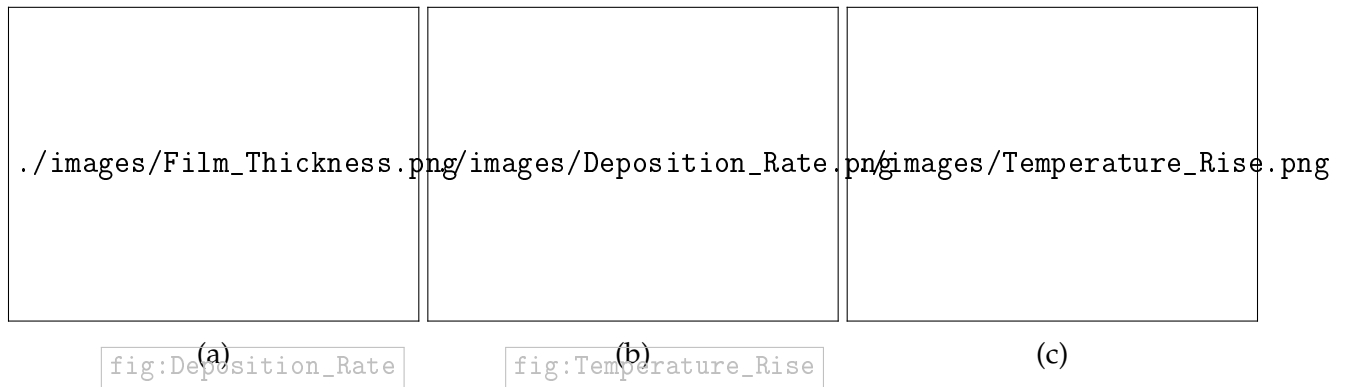 ./images/Film_Thickness.png
./images/Deposition_Rate.png
./images/Temperature_Rise.png
(a)
(b)
(c)
fig:Deposition_Rate
fig:Temperature_Rise